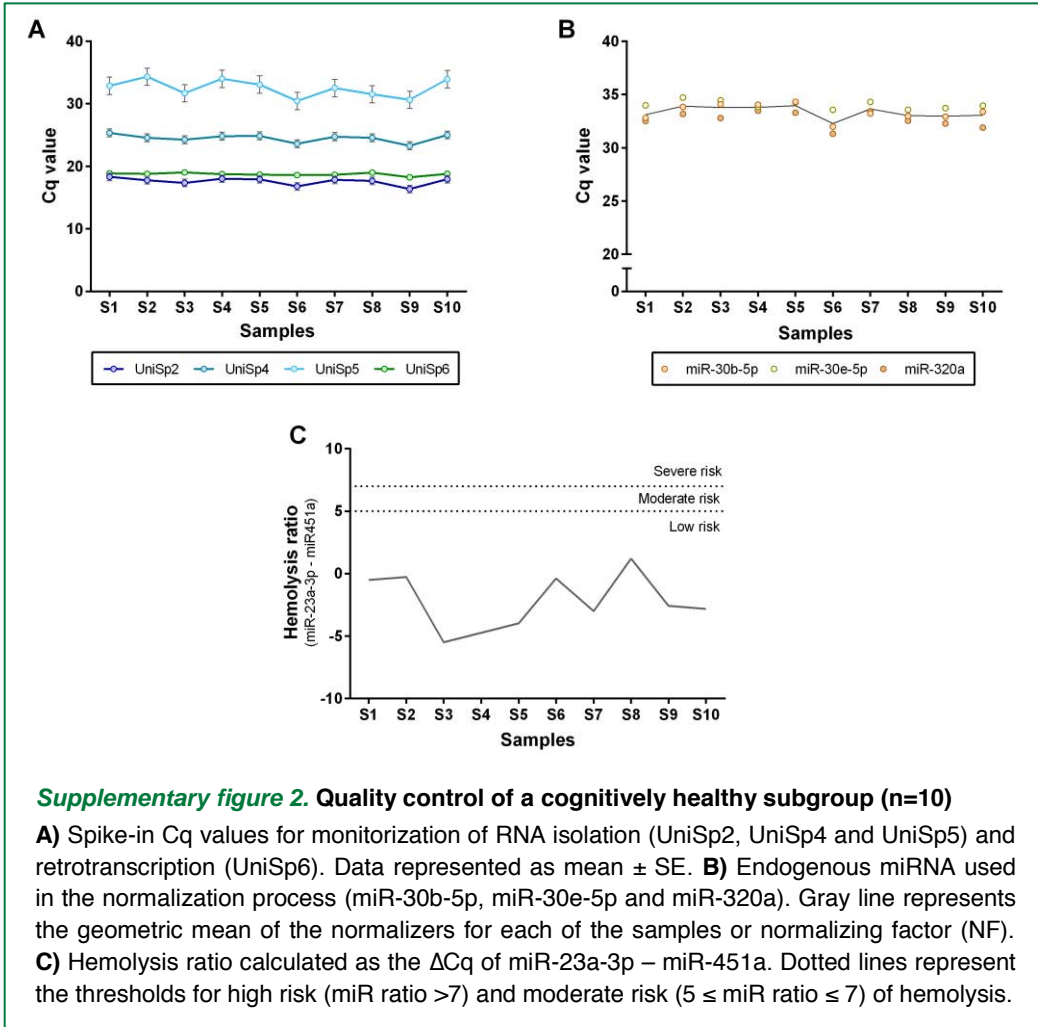 A
40
30
20
10
0
Cq value
S1 S2 S3 S4 S5 S6 S7 S8 S9 S10
Samples
UniSp2 UniSp4 UniSp5 UniSp6
B
40
35
30
25
20
0
Cq value
S1 S2 S3 S4 S5 S6 S7 S8 S9 S10
Samples
miR-30b-5p miR-30e-5p miR-320a
C
10
5
0
-5
-10
Hemolysis ratio
(miR-23a-3p - miR451a)
Severe risk
Moderate risk
Low risk
S1 S2 S3 S4 S5 S6 S7 S8 S9 S10
Samples
Supplementary figure 2. Quality control of a cognitively healthy subgroup (n=10)
A) Spike-in Cq values for monitorization of RNA isolation (UniSp2, UniSp4 and UniSp5) and
retrotranscription (UniSp6). Data represented as mean ± SE. B) Endogenous miRNA used
in the normalization process (miR-30b-5p, miR-30e-5p and miR-320a). Gray line represents
the geometric mean of the normalizers for each of the samples or normalizing factor (NF).
C) Hemolysis ratio calculated as the ΔCq of miR-23a-3p – miR-451a. Dotted lines represent
the thresholds for high risk (miR ratio >7) and moderate risk (5 ≤ miR ratio ≤ 7) of hemolysis.